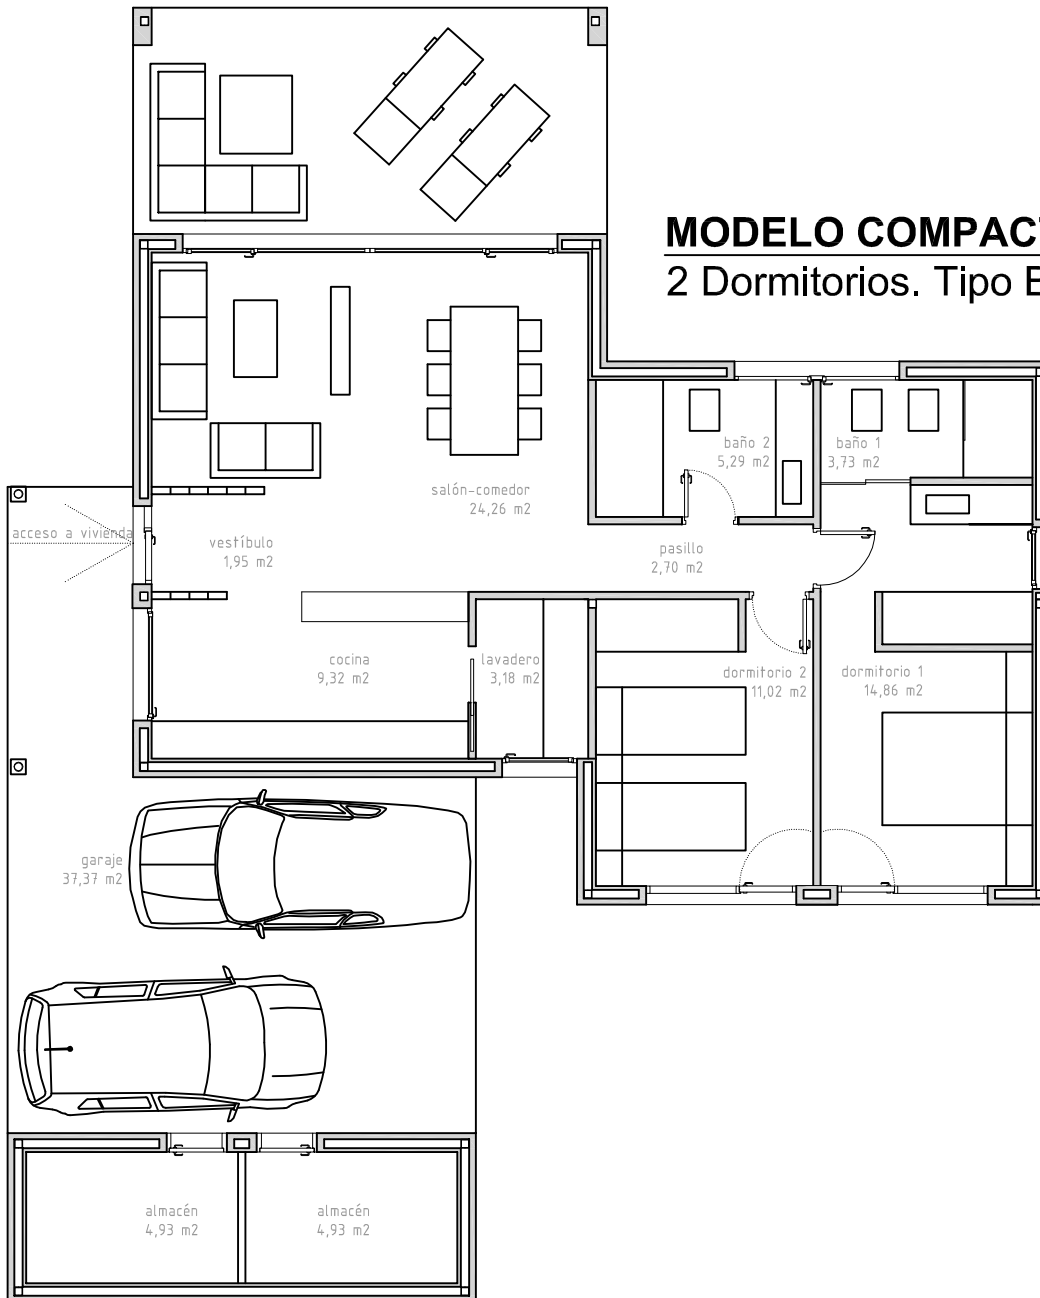 MODELO COMPACT
2 Dormitorios. Tipo B
baño 2
5,29 m2
baño 1
3,73 m2
salón-comedor
24,26 m2
acceso a vivienda
vestíbulo
1,95 m2
pasillo
2,70 m2
cocina
9,32 m2
lavadero
3,18 m2
dormitorio 2
11,02 m2
dormitorio 1
14,86 m2
garaje
37,37 m2
almacén
4,93 m2
almacén
4,93 m2